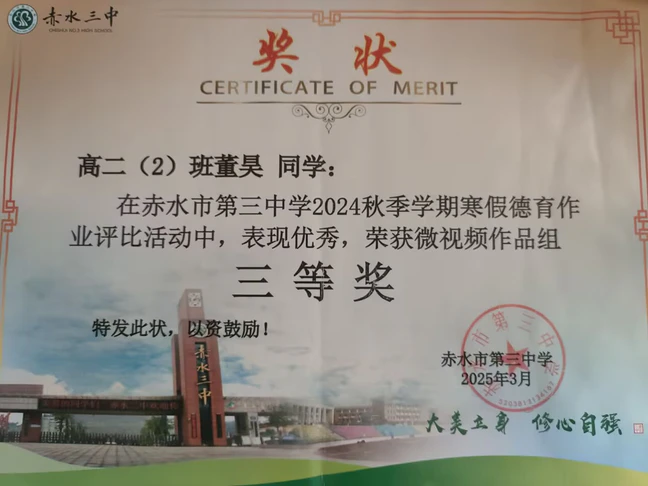 赤水三中
奖状
CERTIFICATE OF MERIT
高二（2）班董昊 同学：
在赤水市第三中学2024秋季学期寒假德育作
业评比活动中，表现优秀，荣获微视频作品组
三等奖
特发此状，以资鼓励！
赤水三中
赤水市第三中学
赤水市第三中学
2025年3月
大美立身 修心自强